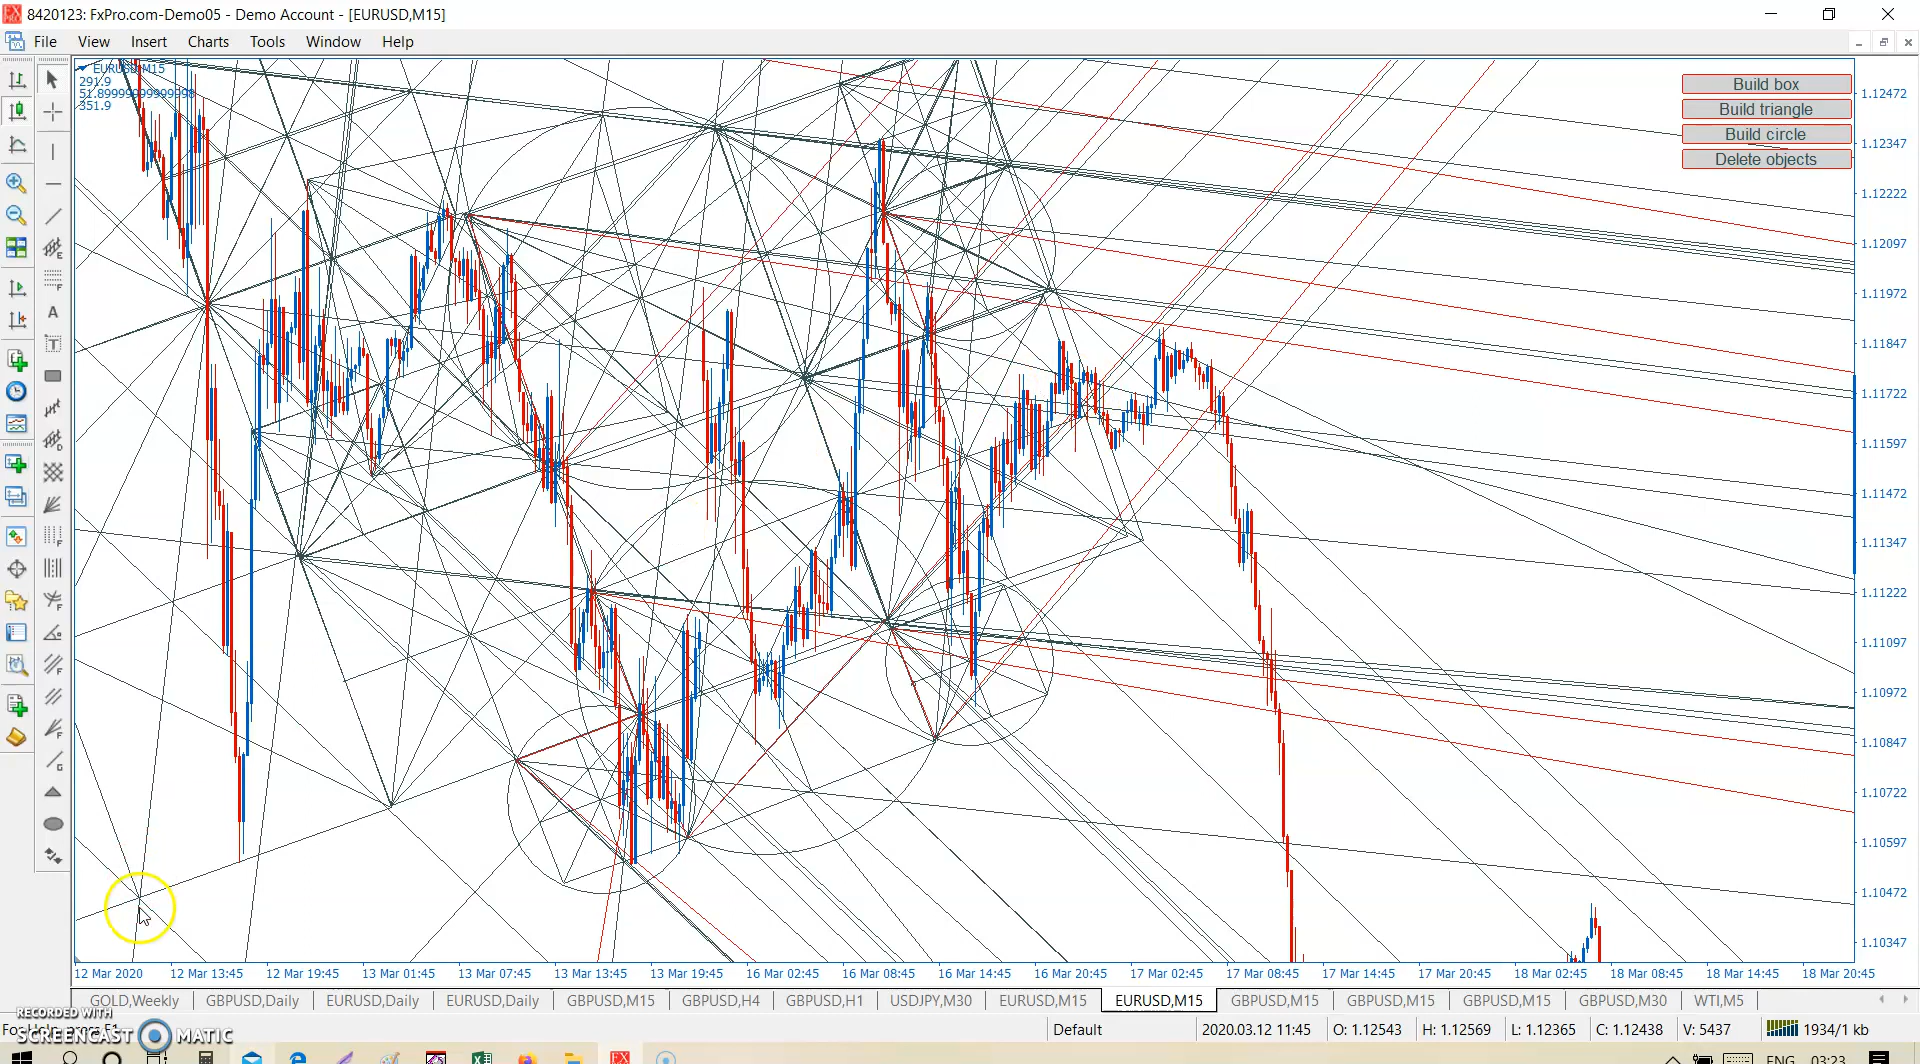 8420123: FxPro.com-Demo05 - Demo Account - [EURUSD,M15]
File View Insert Charts Tools Window Help
EURUSD,M15
291.9
51.89999999999998
351.9
Build box
Build triangle
Build circle
Delete objects
1.12472
1.12347
1.12222
1.12097
1.11972
1.11847
1.11722
1.11597
1.11472
1.11347
1.11222
1.11097
1.10972
1.10847
1.10722
1.10597
1.10472
1.10347
12 Mar 2020 12 Mar 13:45 12 Mar 19:45 13 Mar 01:45 13 Mar 07:45 13 Mar 13:45 13 Mar 19:45 16 Mar 02:45 16 Mar 08:45 16 Mar 14:45 16 Mar 20:45 17 Mar 02:45 17 Mar 08:45 17 Mar 14:45 17 Mar 20:45 18 Mar 02:45 18 Mar 08:45 18 Mar 14:45 18 Mar 20:45
GOLD,Weekly GBPUSD,Daily EURUSD,Daily EURUSD,Daily GBPUSD,M15 GBPUSD,H4 GBPUSD,H1 USDJPY,M30 EURUSD,M15 EURUSD,M15 GBPUSD,M15 GBPUSD,M15 GBPUSD,M15 GBPUSD,M30 WTI,M5
RECORDED WITH
For Help, press F1 Default 2020.03.12 11:45 O: 1.12543 H: 1.12569 L: 1.12365 C: 1.12438 V: 5437 1934/1 kb
SCREENCAST MATIC
ENG 03:23